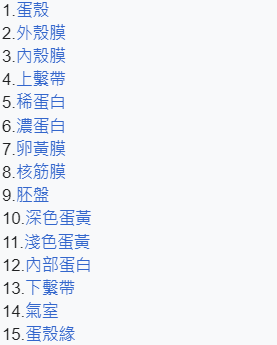 1.蛋殼
2.外殼膜
3.內殼膜
4.上繫帶
5.稀蛋白
6.濃蛋白
7.卵黃膜
8.核筋膜
9.胚盤
10.深色蛋黃
11.淺色蛋黃
12.內部蛋白
13.下繫帶
14.氣室
15.蛋殼緣